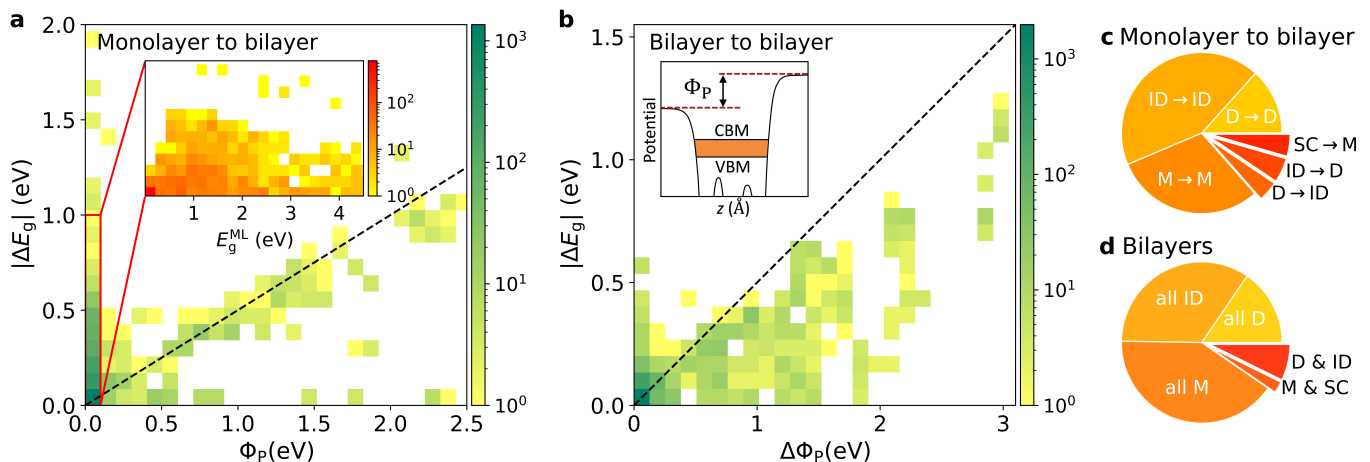 a
Monolayer to bilayer
2.0
1.5
1.0
0.5
0.0
|ΔE_g| (eV)
0.0 0.5 1.0 1.5 2.0 2.5
Φ_P(eV)
1 2 3 4
E_g^ML (eV)
10^2
10^1
10^0
10^3
10^2
10^1
10^0
b
Bilayer to bilayer
1.5
1.0
0.5
0.0
|ΔE_g| (eV)
0 1 2 3
ΔΦ_P(eV)
Potential
Φ_P
CBM
VBM
z (Å)
10^3
10^2
10^1
10^0
c Monolayer to bilayer
ID → ID
D → D
SC → M
ID → D
D → ID
M → M
d Bilayers
all ID
all D
D & ID
M & SC
all M